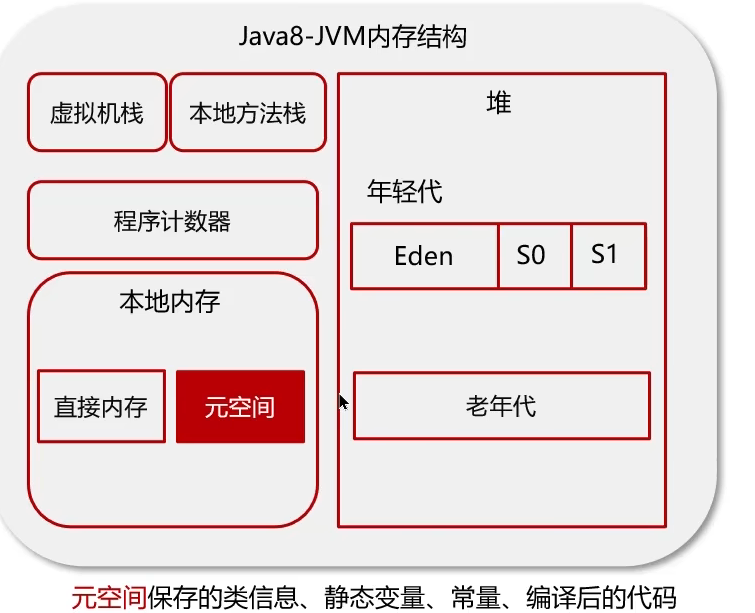 Java8-JVM内存结构
虚拟机栈
本地方法栈
堆
年轻代
程序计数器
Eden
S0
S1
本地内存
直接内存
元空间
老年代
元空间保存的类信息、静态变量、常量、编译后的代码